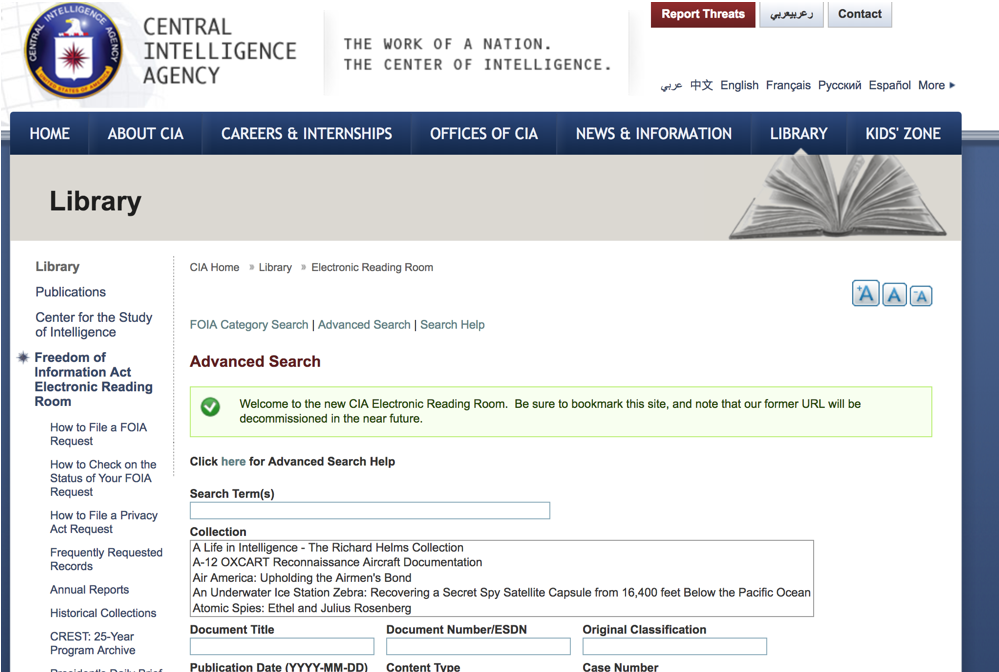 CENTRAL INTELLIGENCE AGENCY
UNITED STATES OF AMERICA
CENTRAL
INTELLIGENCE
AGENCY
THE WORK OF A NATION.
THE CENTER OF INTELLIGENCE.
Report Threats
Contact
عربي 中文 English Français Русский Español More
HOME ABOUT CIA CAREERS & INTERNSHIPS OFFICES OF CIA NEWS & INFORMATION LIBRARY KIDS' ZONE
Library
Library
Publications
Center for the Study
of Intelligence
Freedom of
Information Act
Electronic Reading
Room
How to File a FOIA
Request
How to Check on the
Status of Your FOIA
Request
How to File a Privacy
Act Request
Frequently Requested
Records
Annual Reports
Historical Collections
CREST: 25-Year
Program Archive
President's Daily Brief
CIA Home » Library » Electronic Reading Room
+A A -A
FOIA Category Search | Advanced Search | Search Help
Advanced Search
Welcome to the new CIA Electronic Reading Room. Be sure to bookmark this site, and note that our former URL will be
decommissioned in the near future.
Click here for Advanced Search Help
Search Term(s)
Collection
A Life in Intelligence - The Richard Helms Collection
A-12 OXCART Reconnaissance Aircraft Documentation
Air America: Upholding the Airmen's Bond
An Underwater Ice Station Zebra: Recovering a Secret Spy Satellite Capsule from 16,400 feet Below the Pacific Ocean
Atomic Spies: Ethel and Julius Rosenberg
Document Title Document Number/ESDN Original Classification
Publication Date (YYYY-MM-DD) Content Type Case Number